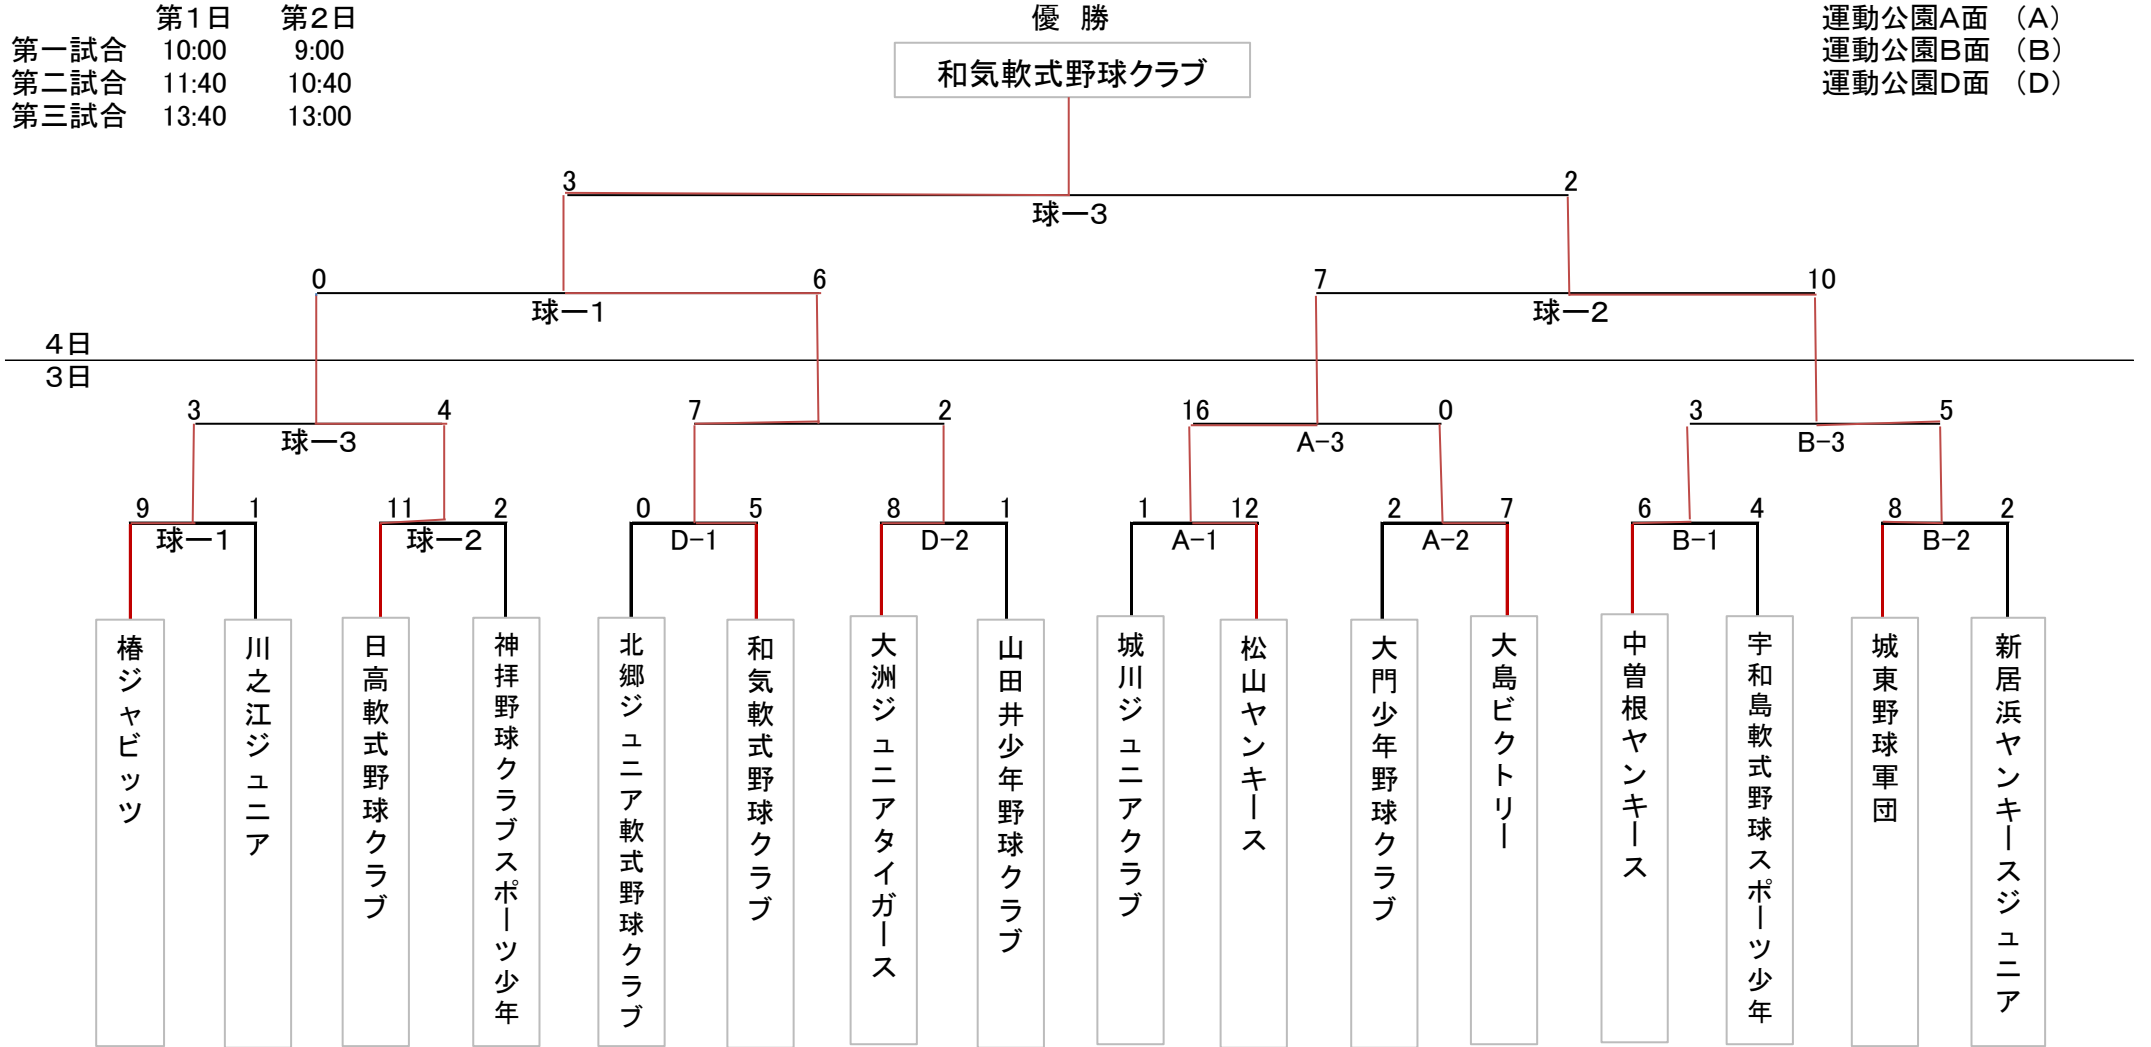 第1日 第2日
第一試合 10:00 9:00
第二試合 11:40 10:40
第三試合 13:40 13:00
優 勝
和気軟式野球クラブ
運動公園A面 （A）
運動公園B面 （B）
運動公園D面 （D）
3 2
球ー3
0 6 7 10
球ー1 球ー2
4日
3日
3 4 7 2 16 0 3 5
球ー3 A-3 B-3
9 1 11 2 0 5 8 1 1 12 2 7 6 4 8 2
球ー1 球ー2 D-1 D-2 A-1 A-2 B-1 B-2
椿ジャビッツ
川之江ジュニア
日高軟式野球クラブ
神拝野球クラブスポーツ少年
北郷ジュニア軟式野球クラブ
和気軟式野球クラブ
大洲ジュニアタイガース
山田井少年野球クラブ
城川ジュニアクラブ
松山ヤンキース
大門少年野球クラブ
大島ビクトリー
中曽根ヤンキース
宇和島軟式野球スポーツ少年
城東野球軍団
新居浜ヤンキースジュニア